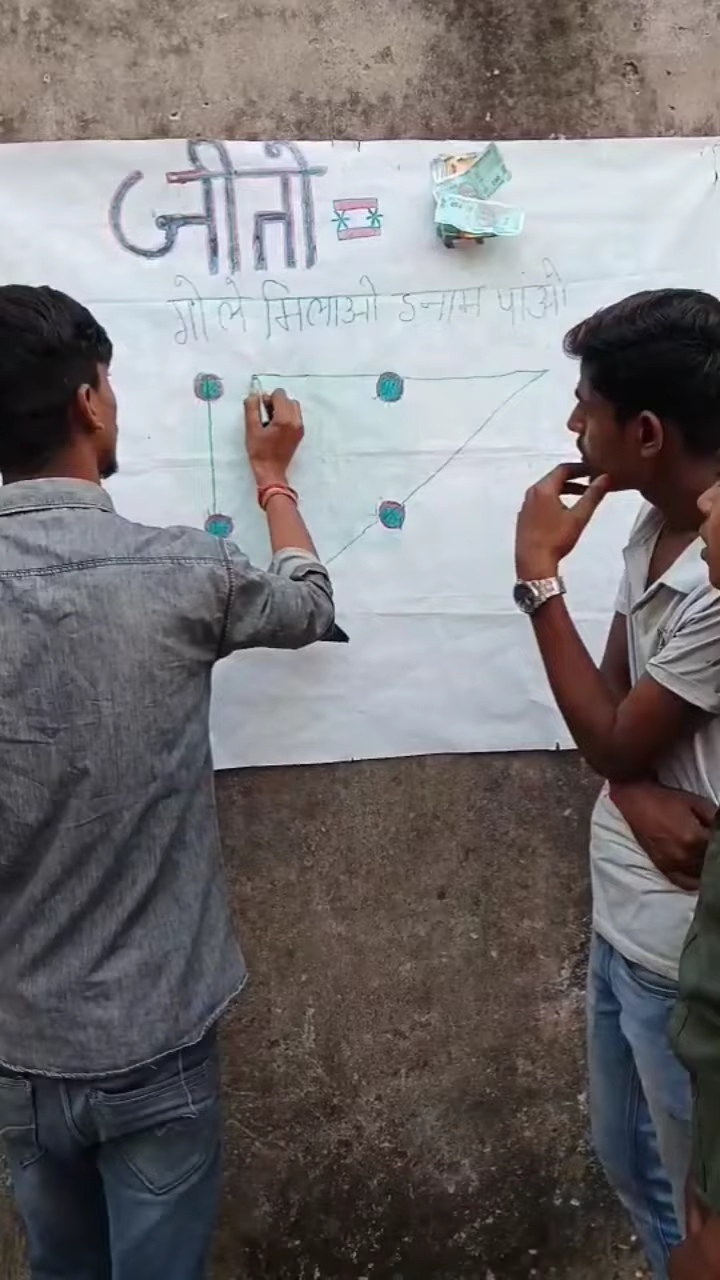 जीतो =
गोले मिलाओ इनाम पाओ